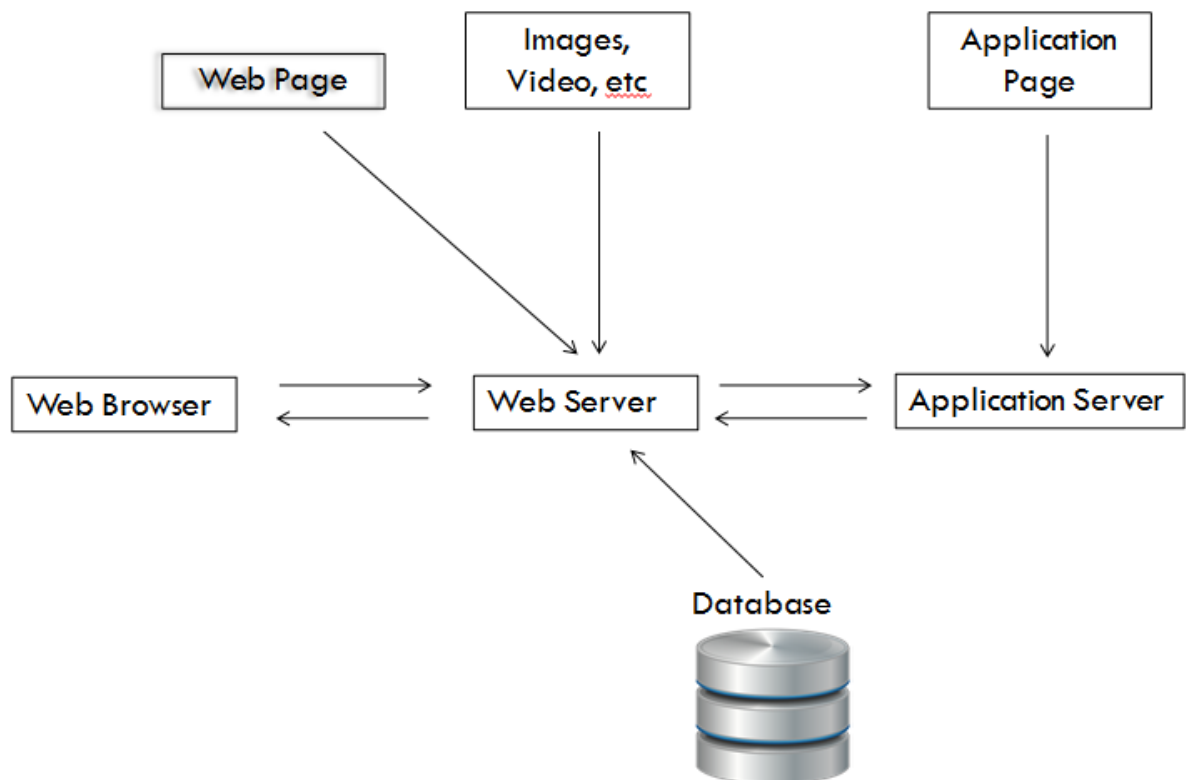 Web Page
Images,
Video, etc
Application
Page
Web Browser
Web Server
Application Server
Database